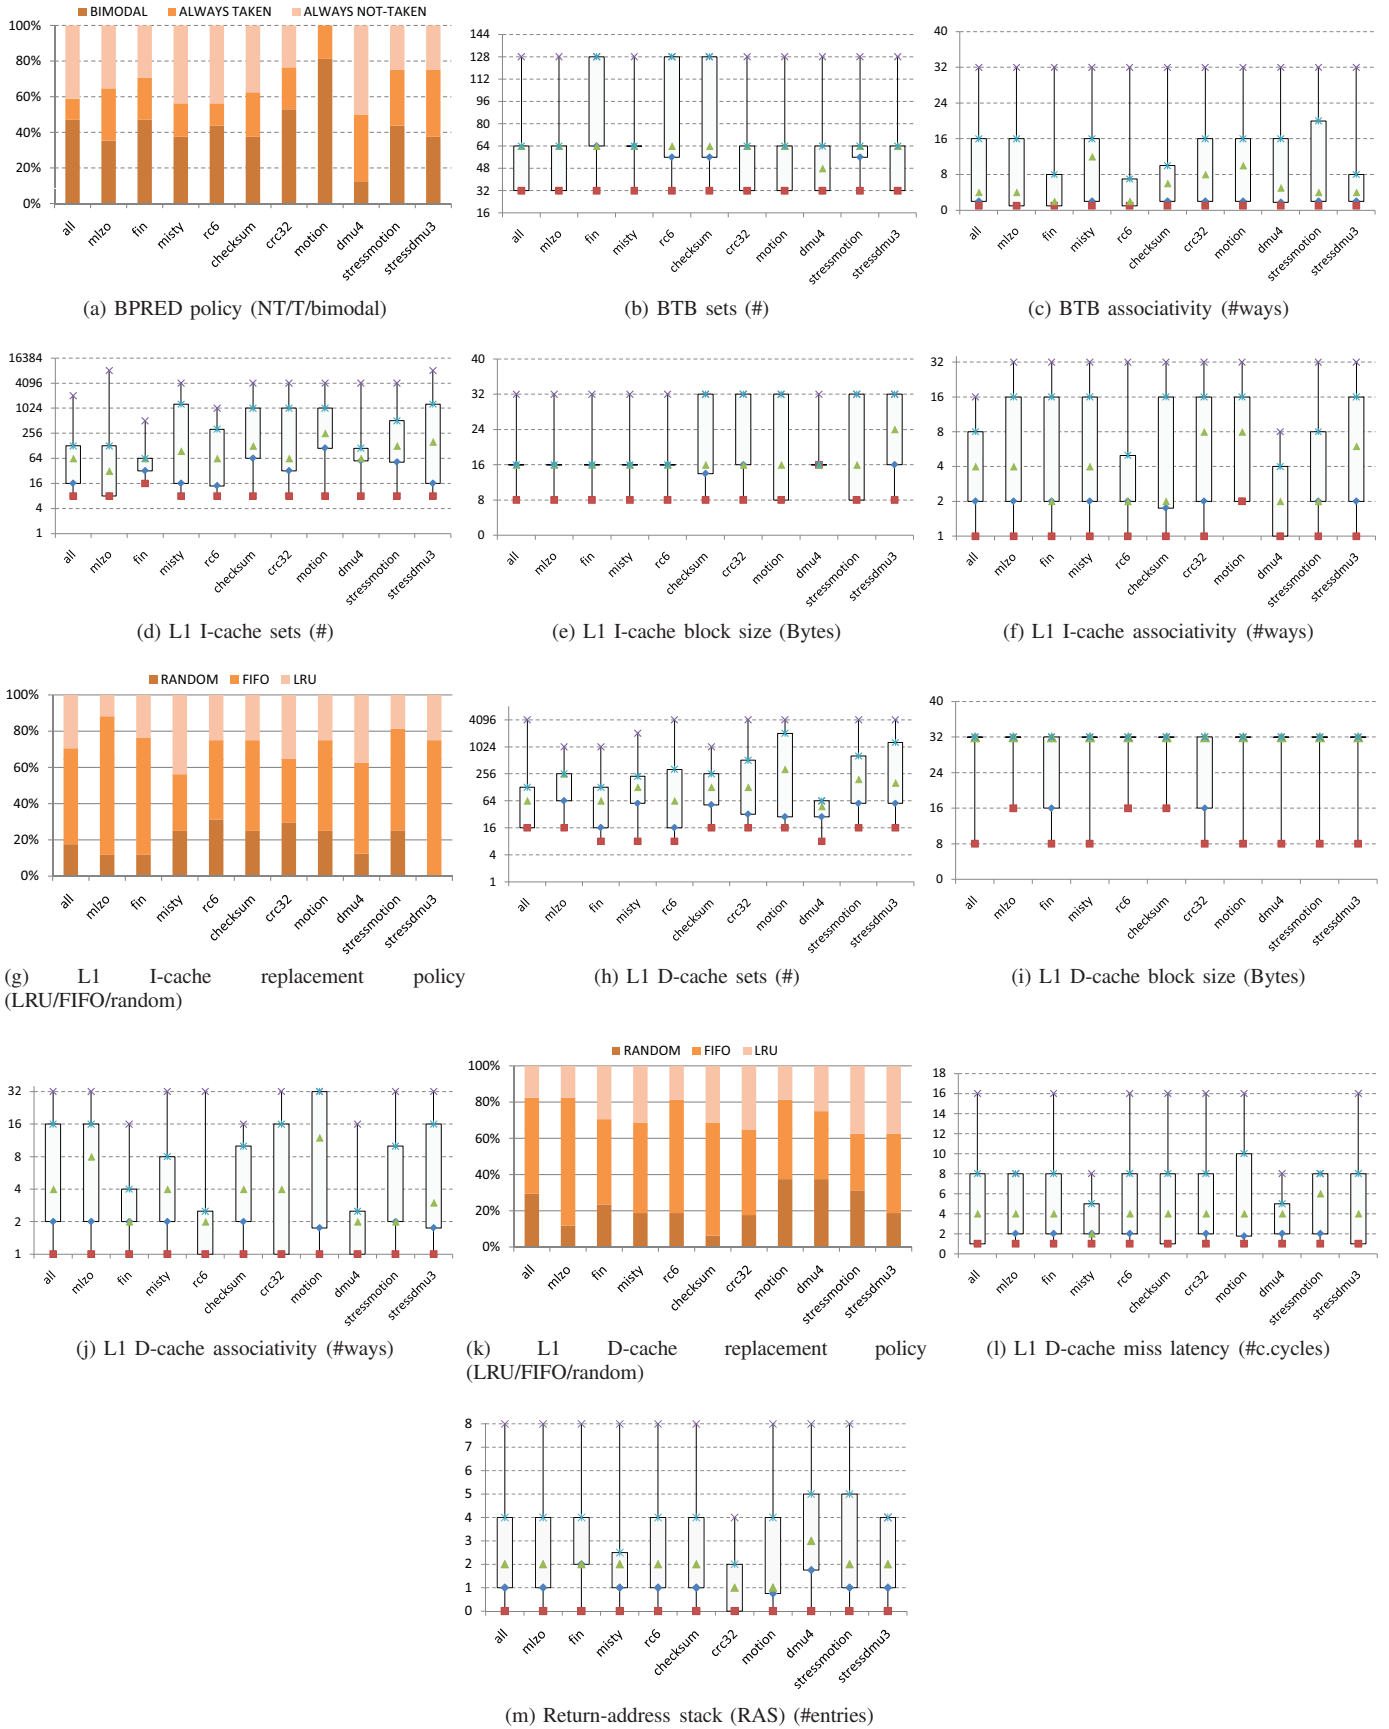 BIMODAL ALWAYS TAKEN ALWAYS NOT-TAKEN
100%
80%
60%
40%
20%
0%
all mlzo fin misty rc6 checksum crc32 motion dmu4 stressmotion stressdmu3
(a) BPRED policy (NT/T/bimodal)
144
128
112
96
80
64
48
32
16
all mlzo fin misty rc6 checksum crc32 motion dmu4 stressmotion stressdmu3
(b) BTB sets (#)
40
32
24
16
8
0
all mlzo fin misty rc6 checksum crc32 motion dmu4 stressmotion stressdmu3
(c) BTB associativity (#ways)
16384
4096
1024
256
64
16
4
1
all mlzo fin misty rc6 checksum crc32 motion dmu4 stressmotion stressdmu3
(d) L1 I-cache sets (#)
40
32
24
16
8
0
all mlzo fin misty rc6 checksum crc32 motion dmu4 stressmotion stressdmu3
(e) L1 I-cache block size (Bytes)
32
16
8
4
2
1
all mlzo fin misty rc6 checksum crc32 motion dmu4 stressmotion stressdmu3
(f) L1 I-cache associativity (#ways)
RANDOM FIFO LRU
100%
80%
60%
40%
20%
0%
all mlzo fin misty rc6 checksum crc32 motion dmu4 stressmotion stressdmu3
(g) L1 I-cache replacement policy
(LRU/FIFO/random)
4096
1024
256
64
16
4
1
all mlzo fin misty rc6 checksum crc32 motion dmu4 stressmotion stressdmu3
(h) L1 D-cache sets (#)
40
32
24
16
8
0
all mlzo fin misty rc6 checksum crc32 motion dmu4 stressmotion stressdmu3
(i) L1 D-cache block size (Bytes)
32
16
8
4
2
1
all mlzo fin misty rc6 checksum crc32 motion dmu4 stressmotion stressdmu3
(j) L1 D-cache associativity (#ways)
RANDOM FIFO LRU
100%
80%
60%
40%
20%
0%
all mlzo fin misty rc6 checksum crc32 motion dmu4 stressmotion stressdmu3
(k) L1 D-cache replacement policy
(LRU/FIFO/random)
18
16
14
12
10
8
6
4
2
0
all mlzo fin misty rc6 checksum crc32 motion dmu4 stressmotion stressdmu3
(l) L1 D-cache miss latency (#c.cycles)
8
7
6
5
4
3
2
1
0
all mlzo fin misty rc6 checksum crc32 motion dmu4 stressmotion stressdmu3
(m) Return-address stack (RAS) (#entries)